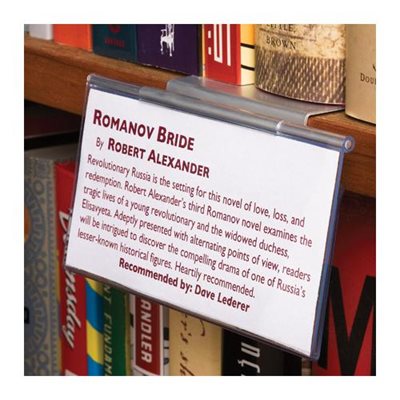 LITTLE, BROWN
DOUB
ROMANOV BRIDE
By ROBERT ALEXANDER
Revolutionary Russia is the setting for this novel of love, loss, and
redemption. Robert Alexander's third Romanov novel examines the
tragic lives of a young revolutionary and the widowed duchess,
Elisavyeta. Adeptly presented with alternating points of view, readers
will be intrigued to discover the compelling drama of one of Russia's
lesser-known historical figures. Heartily recommended.
Recommended by: Dave Lederer